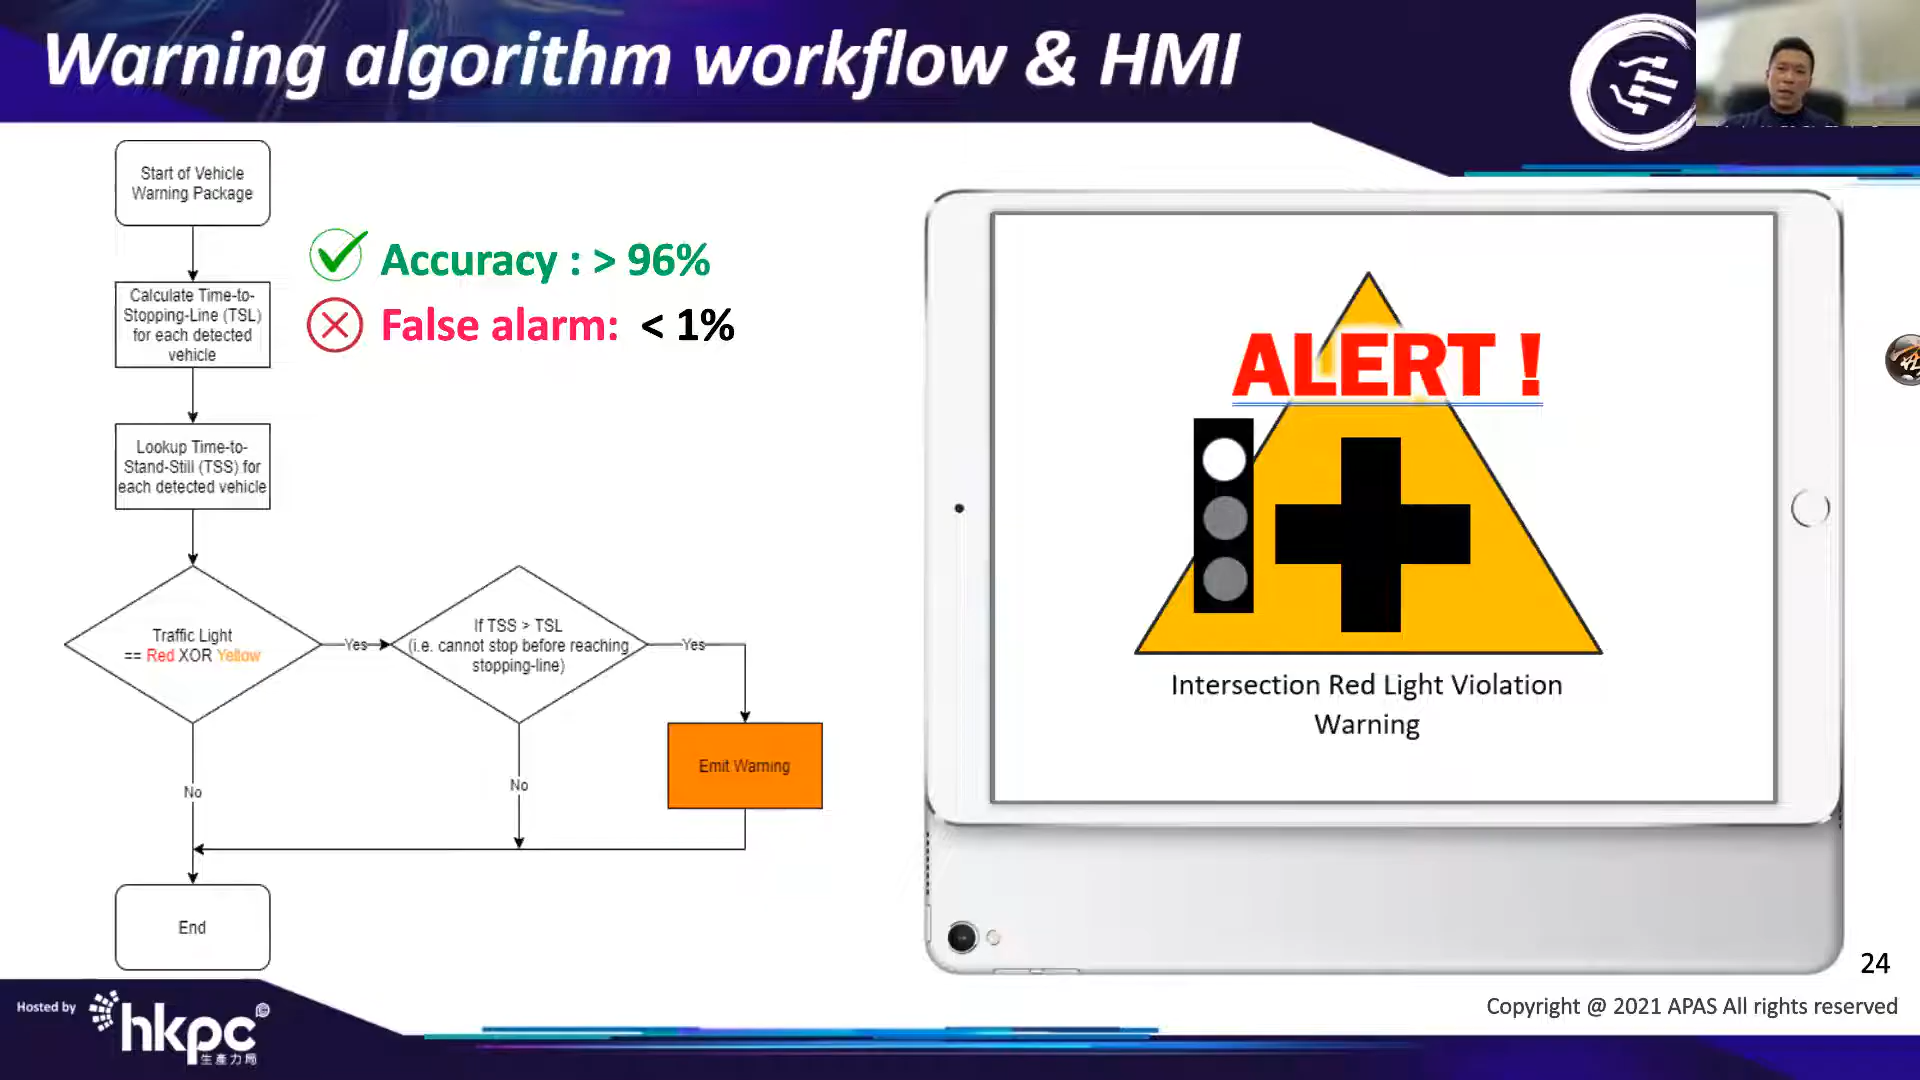 Warning algorithm workflow & HMI
Start of Vehicle
Warning Package
Calculate Time-to-
Stopping-Line (TSL)
for each detected
vehicle
Lookup Time-to-
Stand-Still (TSS) for
each detected vehicle
Traffic Light
== Red XOR Yellow
Yes
If TSS > TSL
(i.e. cannot stop before reaching
stopping-line)
Yes
Emit Warning
No
No
End
Accuracy : > 96%
False alarm: < 1%
ALERT !
Intersection Red Light Violation
Warning
24
Copyright @ 2021 APAS All rights reserved
Hosted by
hkpc
生產力局